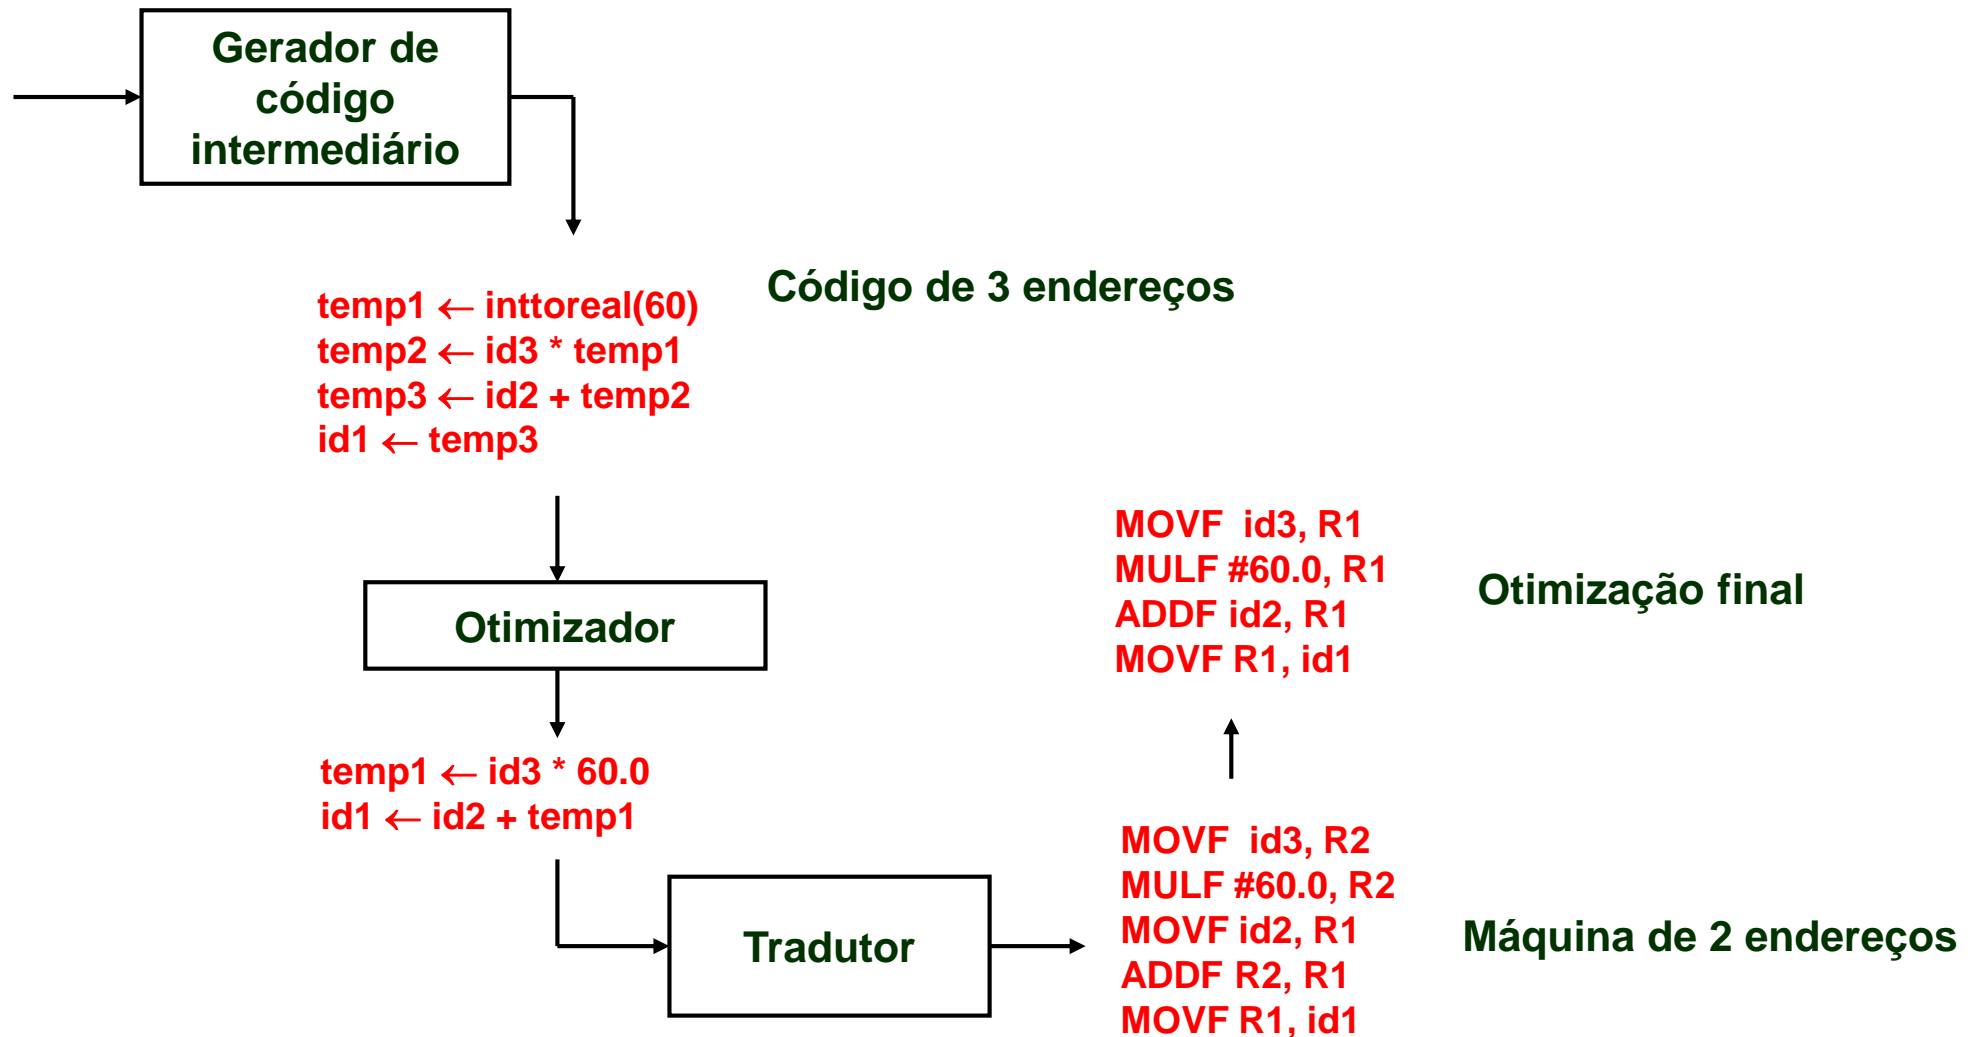 Gerador de
código
intermediário
Código de 3 endereços
temp1 ← inttoreal(60)
temp2 ← id3 * temp1
temp3 ← id2 + temp2
id1 ← temp3
Otimizador
temp1 ← id3 * 60.0
id1 ← id2 + temp1
Tradutor
MOVF id3, R2
MULF #60.0, R2
MOVF id2, R1
ADDF R2, R1
MOVF R1, id1
Máquina de 2 endereços
MOVF id3, R1
MULF #60.0, R1
ADDF id2, R1
MOVF R1, id1
Otimização final